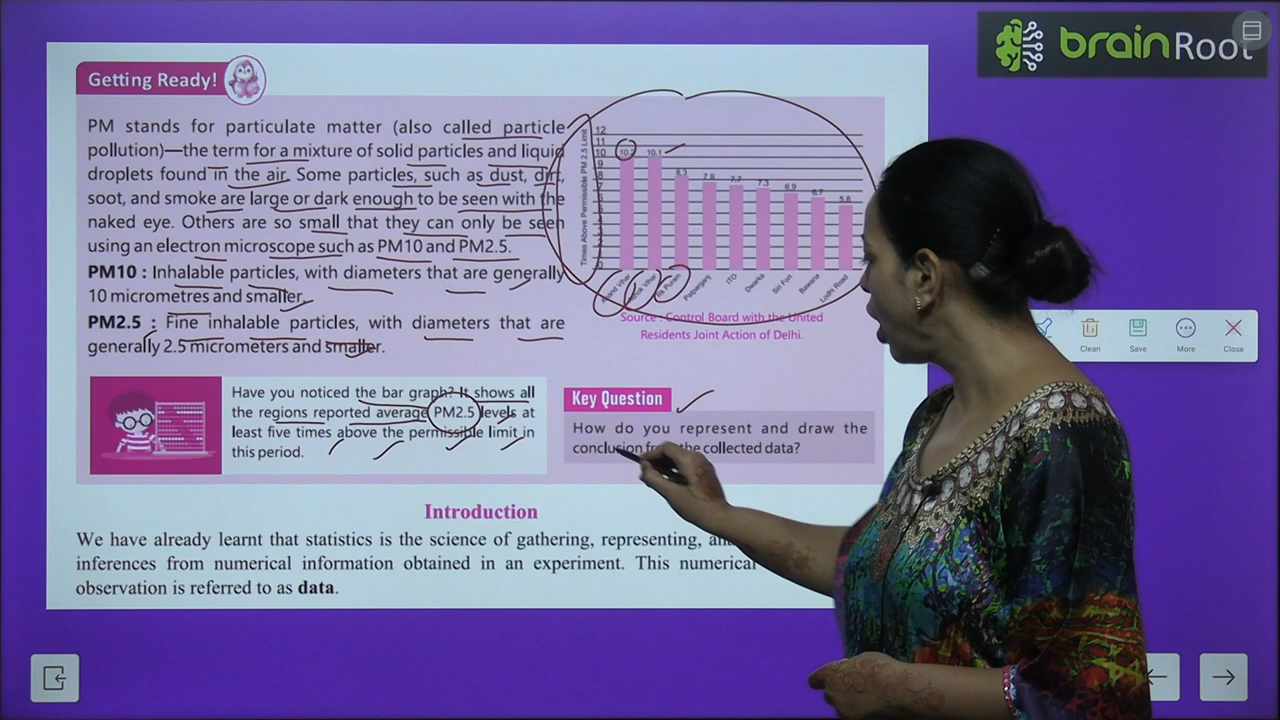 brainRoot
Getting Ready!
PM stands for particulate matter (also called particle
pollution)—the term for a mixture of solid particles and liquid
droplets found in the air. Some particles, such as dust, dirt,
soot, and smoke are large or dark enough to be seen with the
naked eye. Others are so small that they can only be seen
using an electron microscope such as PM10 and PM2.5.
PM10 : Inhalable particles, with diameters that are generally
10 micrometres and smaller.
PM2.5 : Fine inhalable particles, with diameters that are
generally 2.5 micrometers and smaller.
Times Above Permissible PM 2.5 Limit
12
11
10
9
8
7
10.1
8.3
7.9
7.7
7.3
6.9
6.7
5.8
Vihar
Vihar
Puram
Patparganj
ITO
Dwarka
Siri Fort
Bawana
Lodhi Road
Source : Control Board with the United
Residents Joint Action of Delhi.
Clean
Save
More
Close
Have you noticed the bar graph? It shows all
the regions reported average PM2.5 levels at
least five times above the permissible limit in
this period.
Key Question
How do you represent and draw the
conclusion from the collected data?
Introduction
We have already learnt that statistics is the science of gathering, representing,
inferences from numerical information obtained in an experiment. This numerical
observation is referred to as data.